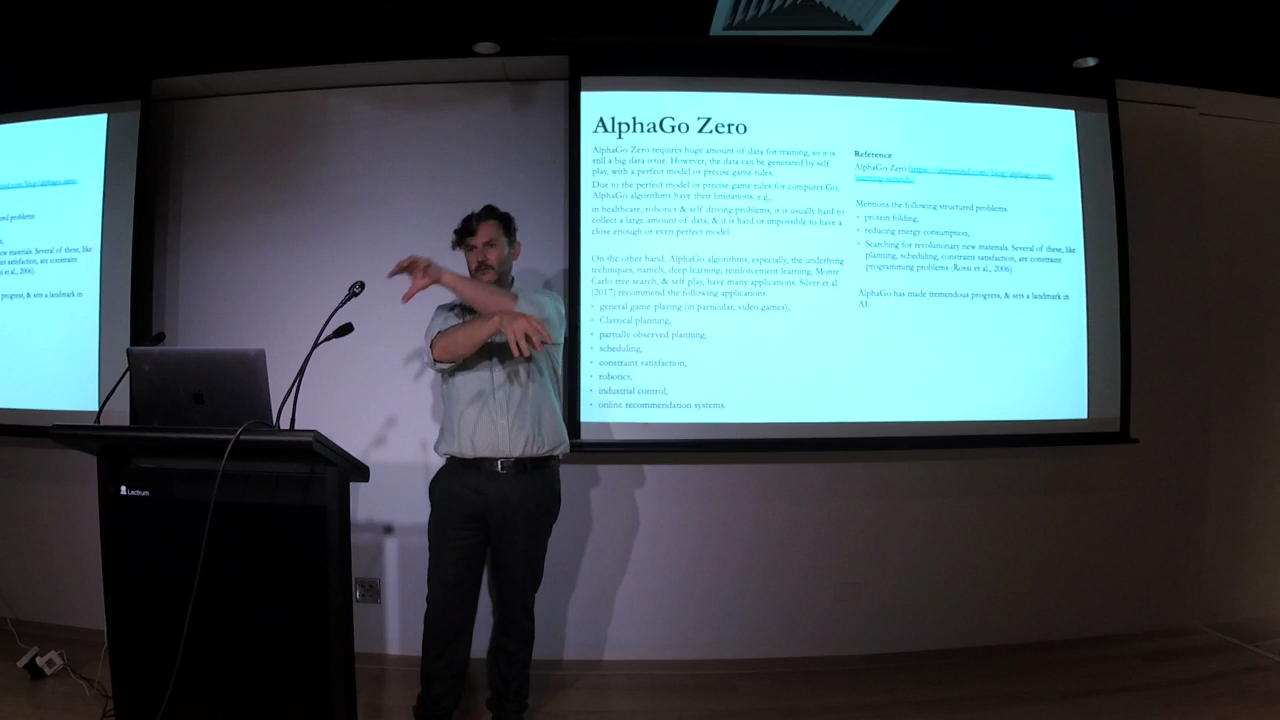 AlphaGo Zero
AlphaGo Zero requires huge amount of data for training, so it is
still a big data issue. However, the data can be generated by self
play, with a perfect model or precise game rules.
Due to the perfect model or precise game rules for computer Go,
AlphaGo algorithms have their limitations. e.g.,
in healthcare, robotics & self driving problems, it is usually hard to
collect a large amount of data, & it is hard or impossible to have a
close enough or even perfect model.
On the other hand, AlphaGo algorithms, especially, the underlying
techniques, namely, deep learning, reinforcement learning, Monte
Carlo tree search, & self play, have many applications. Silver et al.
(2017) recommend the following applications:
• general game playing (in particular, video games),
• Classical planning,
• partially observed planning,
• scheduling,
• constraint satisfaction,
• robotics,
• industrial control,
• online recommendation systems.
Reference
AlphaGo Zero https://deepmind.com/blog/alphago-zero-
learning-scratch/
Mentions the following structured problems:
• protein folding,
• reducing energy consumption,
• Searching for revolutionary new materials. Several of these, like
planning, scheduling, constraint satisfaction, are constraint
programming problems (Rossi et al., 2006).
AlphaGo has made tremendous progress, & sets a landmark in
AI.
Lectrum